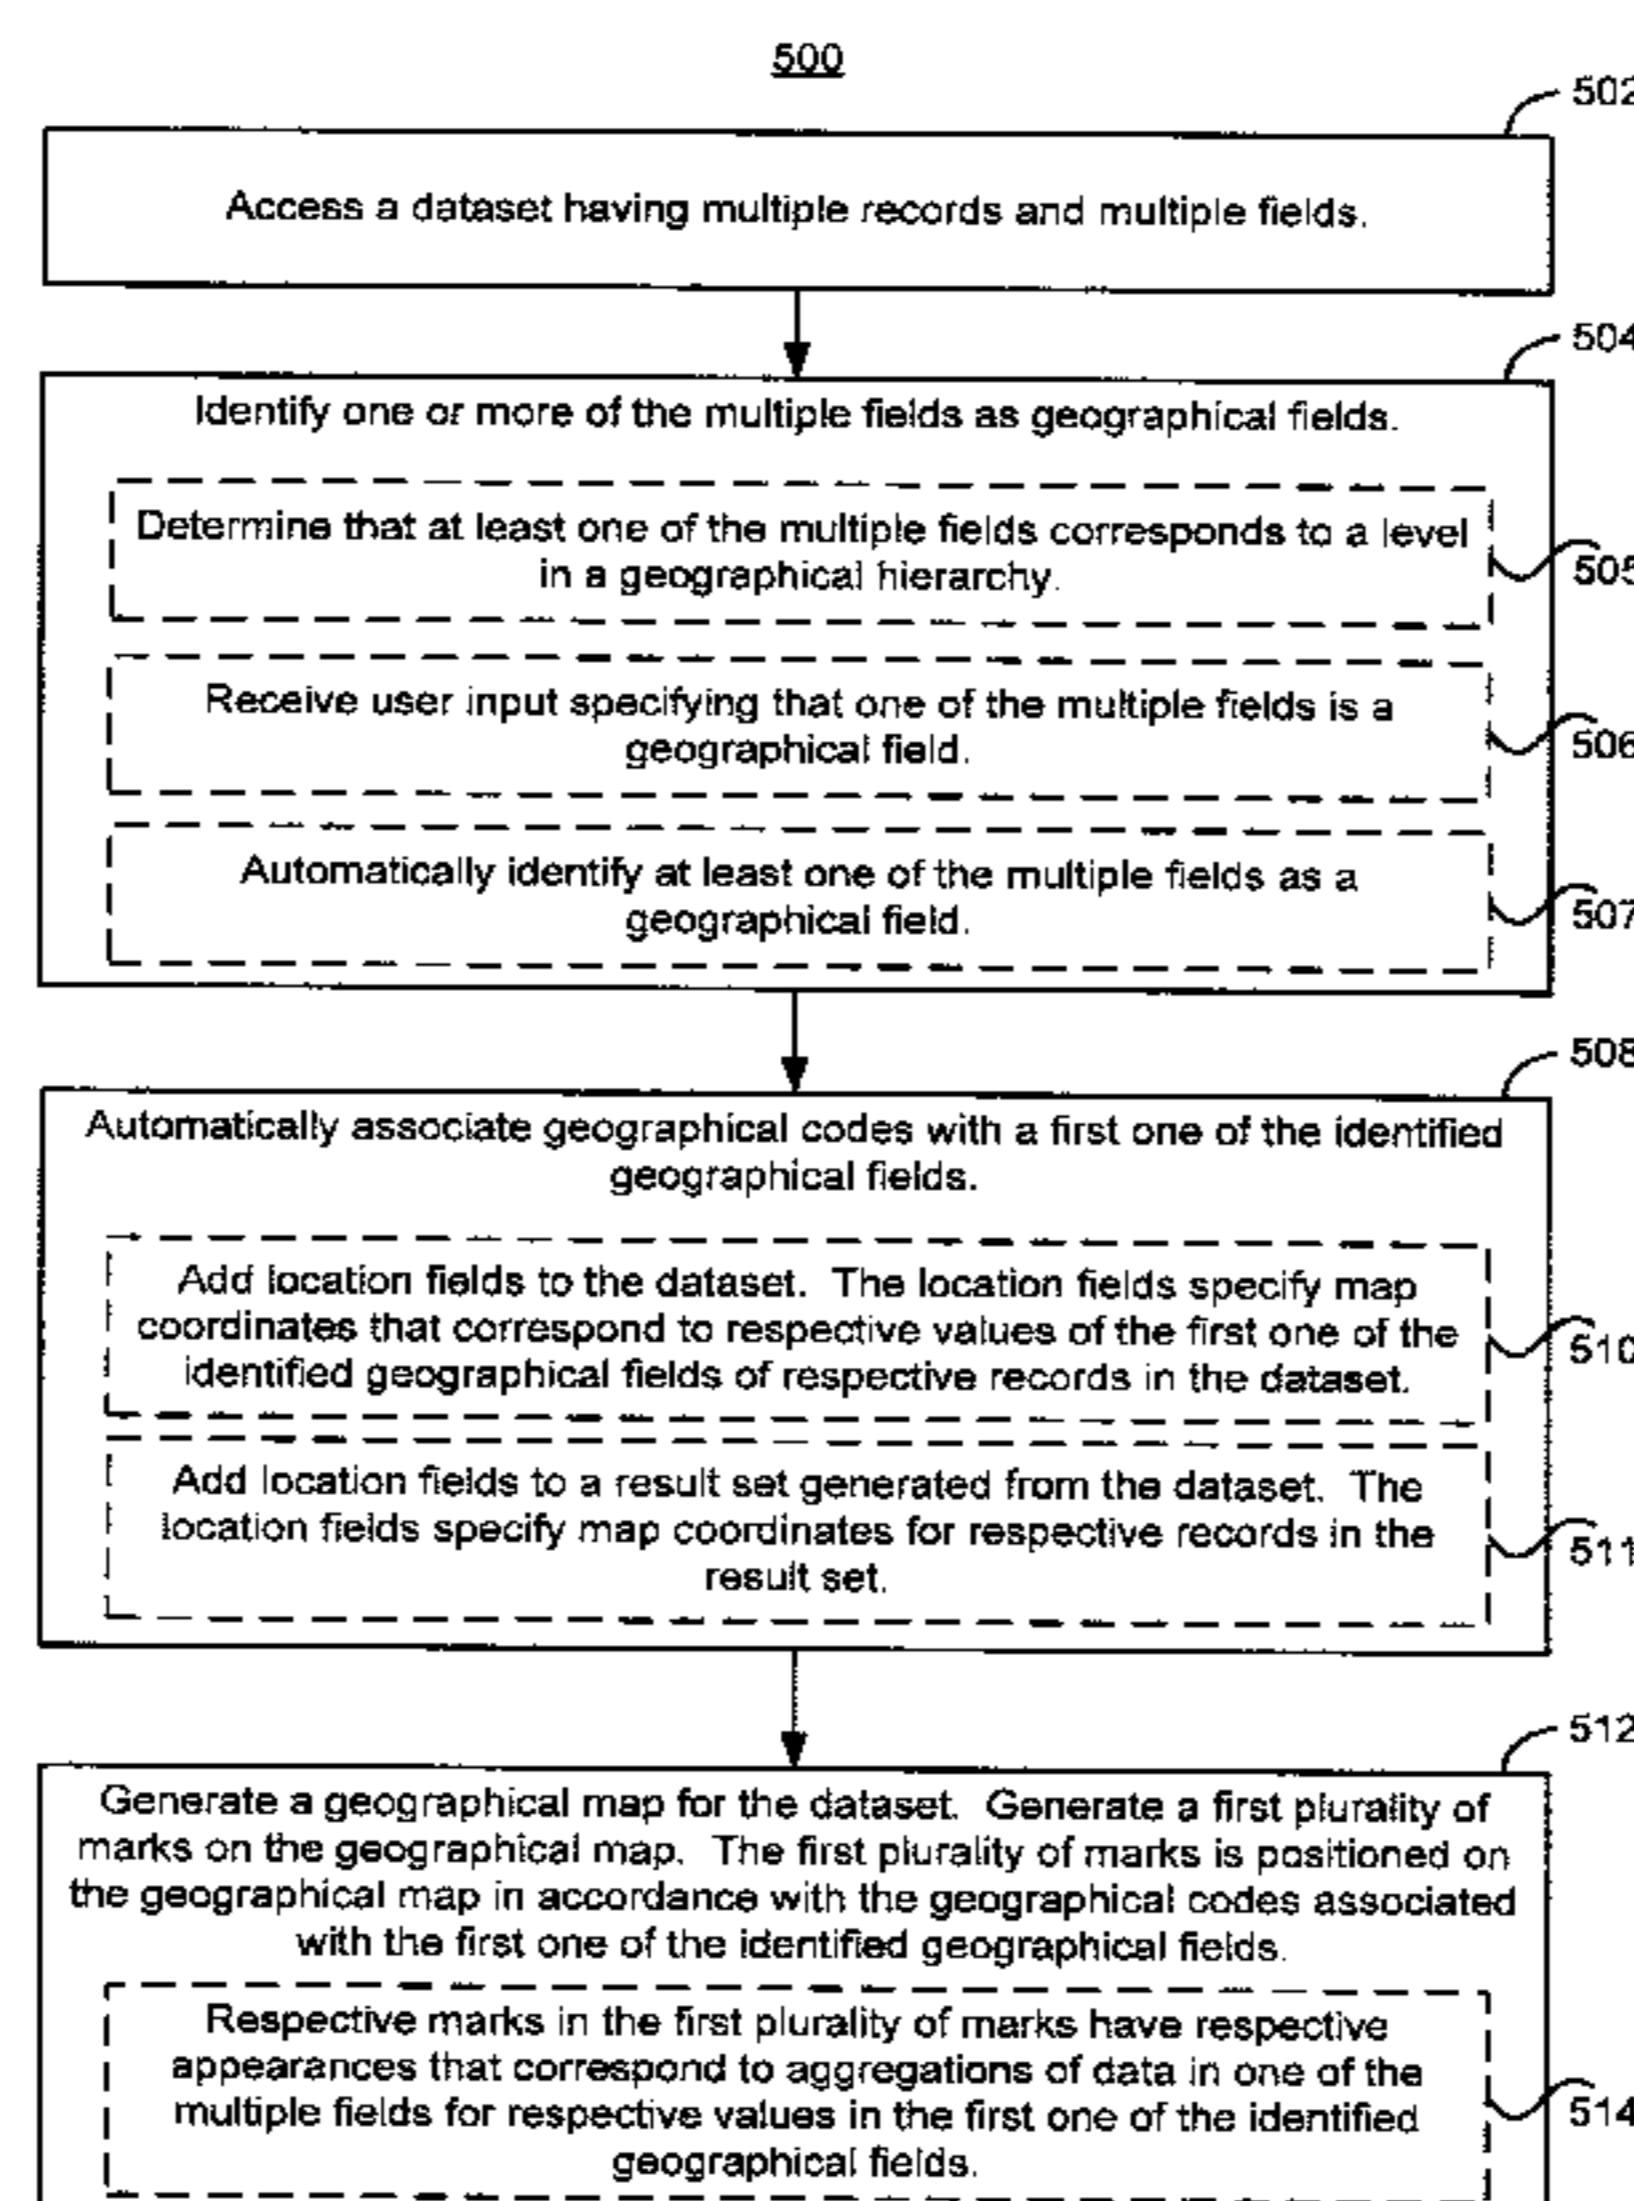 500
502
Access a dataset having multiple records and multiple fields.
504
Identify one or more of the multiple fields as geographical fields.
Determine that at least one of the multiple fields corresponds to a level
in a geographical hierarchy.
505
Receive user input specifying that one of the multiple fields is a
geographical field.
506
Automatically identify at least one of the multiple fields as a
geographical field.
507
508
Automatically associate geographical codes with a first one of the identified
geographical fields.
Add location fields to the dataset. The location fields specify map
coordinates that correspond to respective values of the first one of the
identified geographical fields of respective records in the dataset.
510
Add location fields to a result set generated from the dataset. The
location fields specify map coordinates for respective records in the
result set.
511
512
Generate a geographical map for the dataset. Generate a first plurality of
marks on the geographical map. The first plurality of marks is positioned on
the geographical map in accordance with the geographical codes associated
with the first one of the identified geographical fields.
Respective marks in the first plurality of marks have respective
appearances that correspond to aggregations of data in one of the
multiple fields for respective values in the first one of the identified
geographical fields.
514